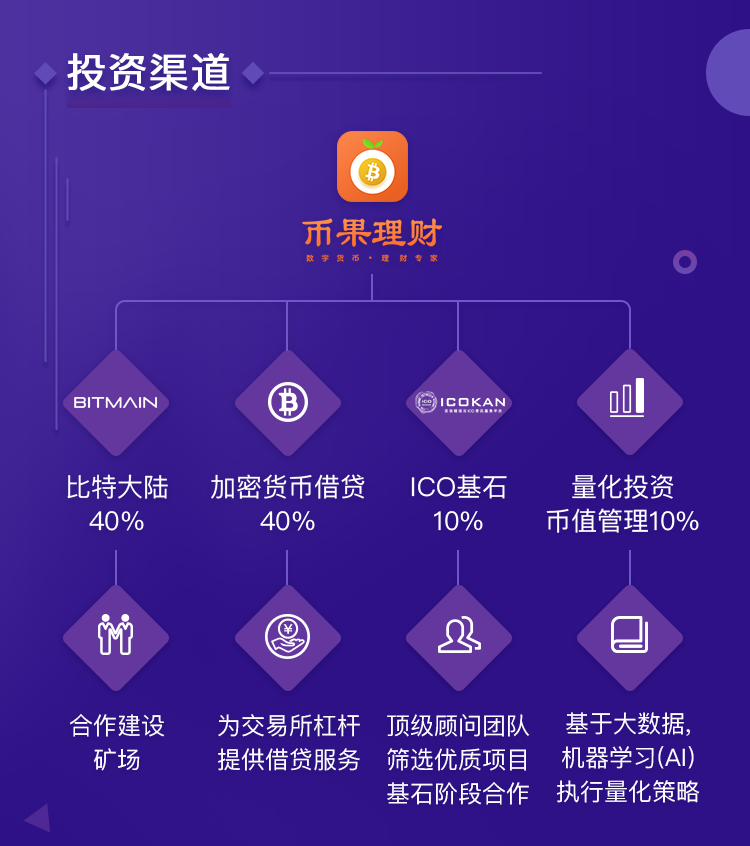 投资渠道
币果理财
数字货币·理财专家
BITMAIN
ICOKAN
比特大陆
40%
加密货币借贷
40%
ICO基石
10%
量化投资
币值管理10%
¥
合作建设
矿场
为交易所杠杆
提供借贷服务
顶级顾问团队
筛选优质项目
基石阶段合作
基于大数据,
机器学习(AI)
执行量化策略